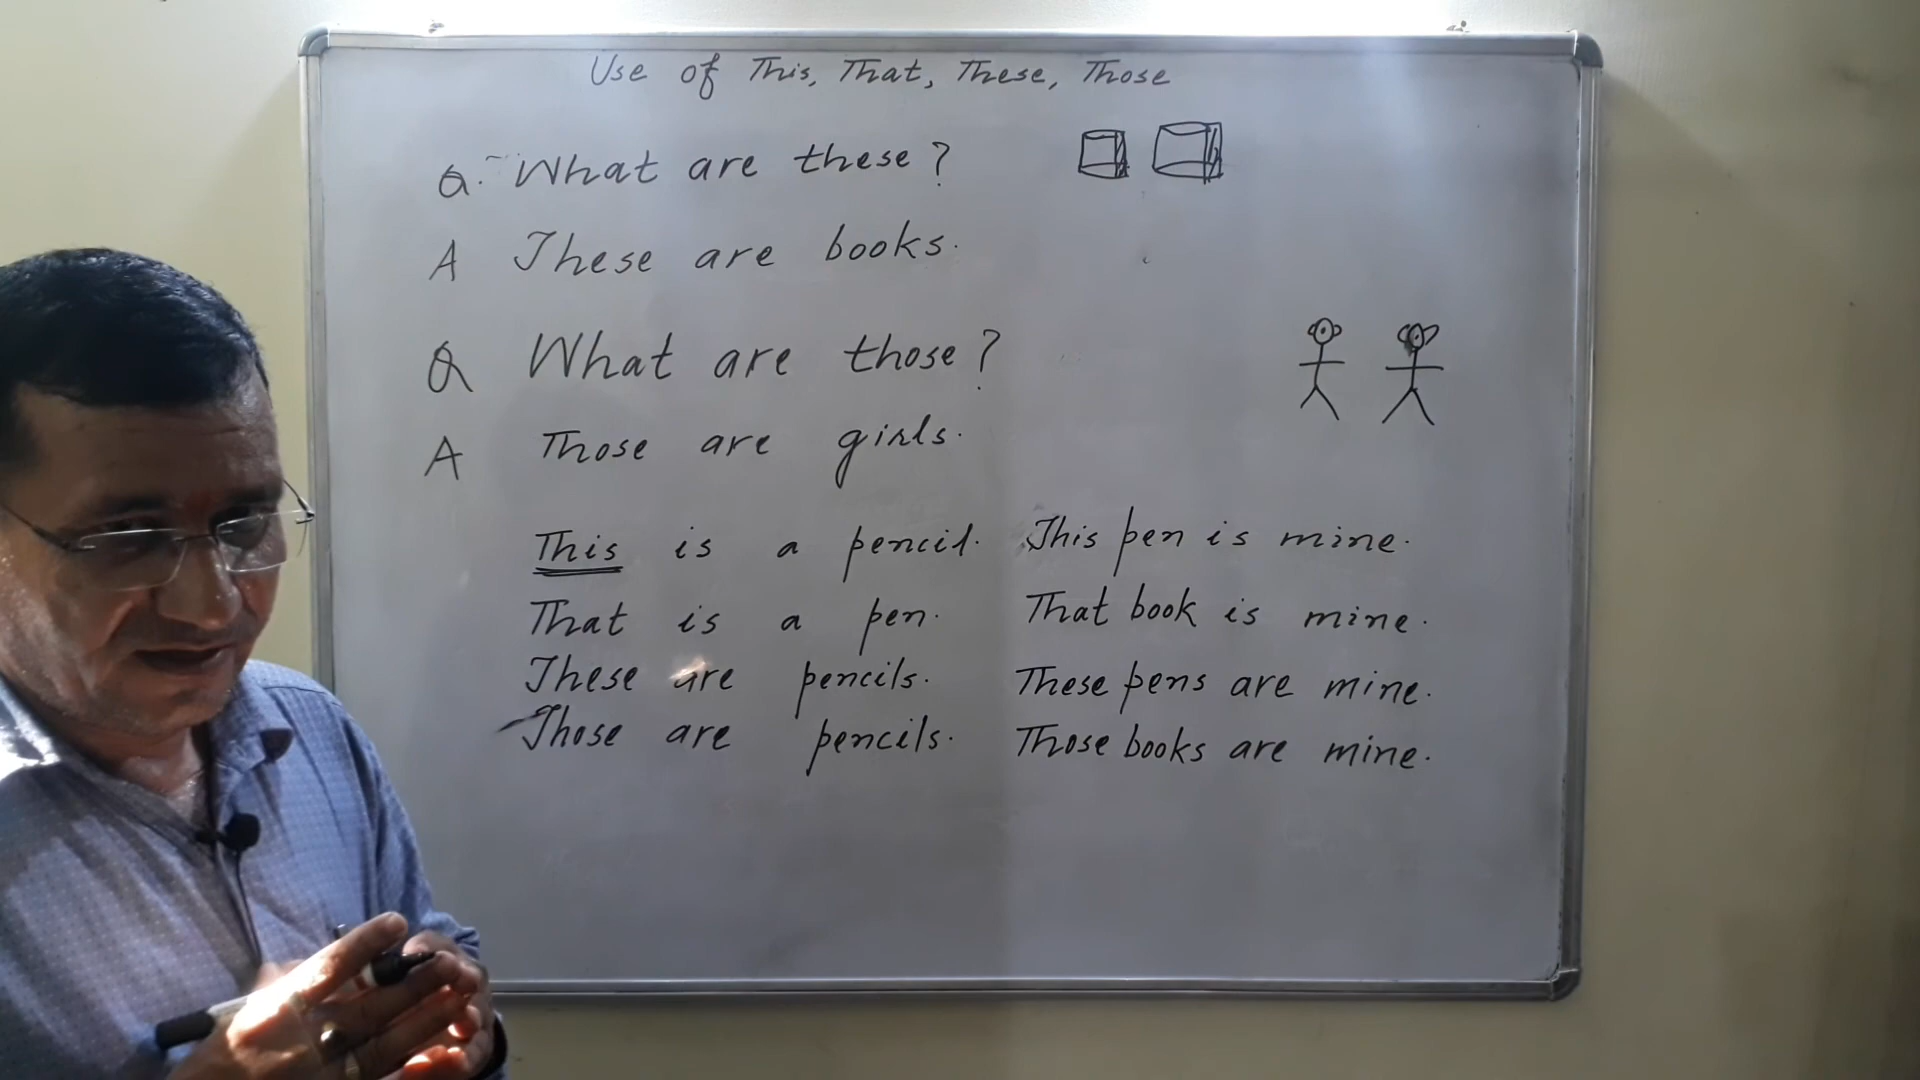 Use of This, That, These, Those
Q. What are these?
A These are books.
Q What are those?
A Those are girls.
This is a pencil. This pen is mine.
That is a pen. That book is mine.
These are pencils. These pens are mine.
Those are pencils. Those books are mine.